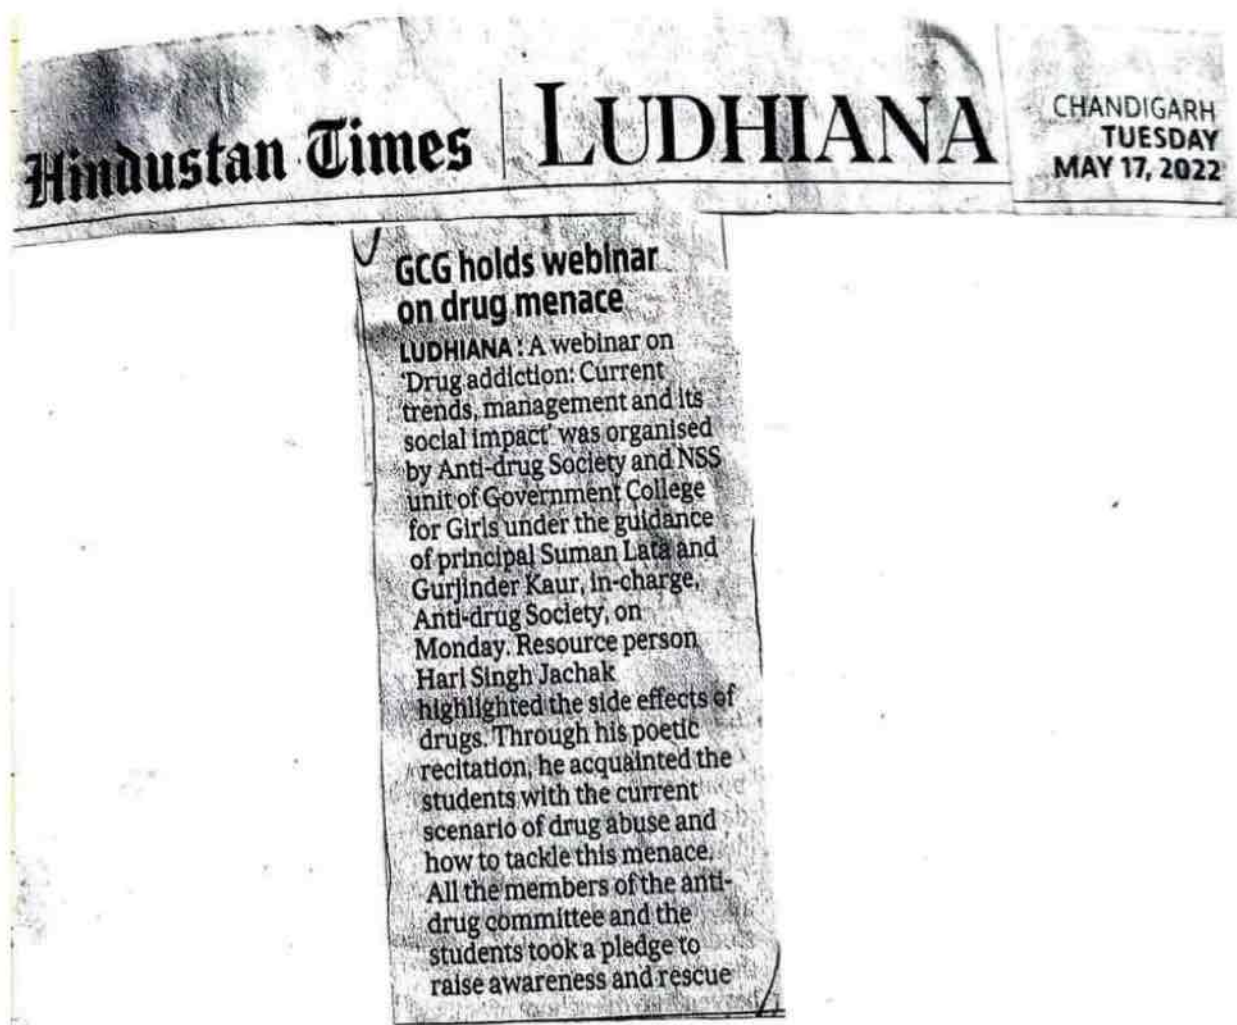 Hindustan Times
LUDHIANA
CHANDIGARH
TUESDAY
MAY 17, 2022
GCG holds webinar
on drug menace
LUDHIANA : A webinar on
'Drug addiction: Current
trends, management and its
social impact' was organised
by Anti-drug Society and NSS
unit of Government College
for Girls under the guidance
of principal Suman Lata and
Gurjinder Kaur, in-charge,
Anti-drug Society, on
Monday. Resource person
Hari Singh Jachak
highlighted the side effects of
drugs. Through his poetic
recitation, he acquainted the
students with the current
scenario of drug abuse and
how to tackle this menace.
All the members of the anti-
drug committee and the
students took a pledge to
raise awareness and rescue